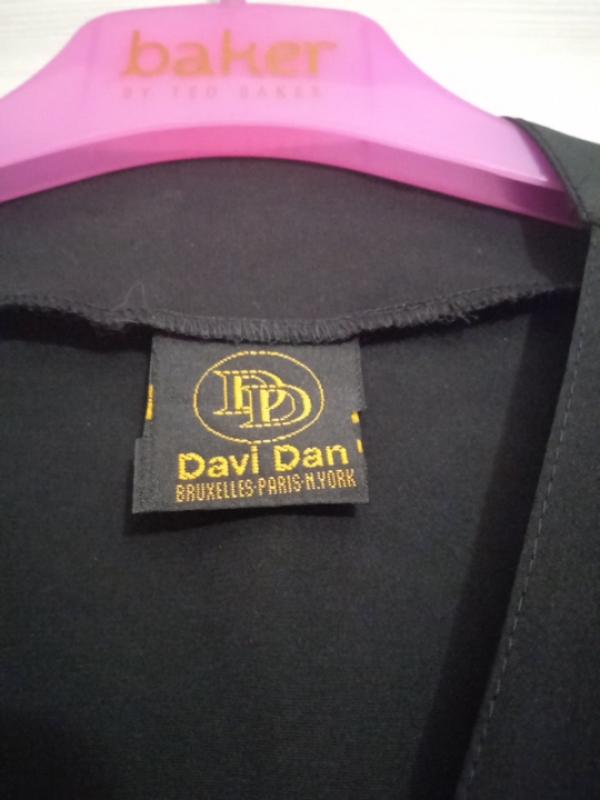 baker
BY TED BAKER
DD
Davi Dan
BRUXELLES·PARIS·N.YORK